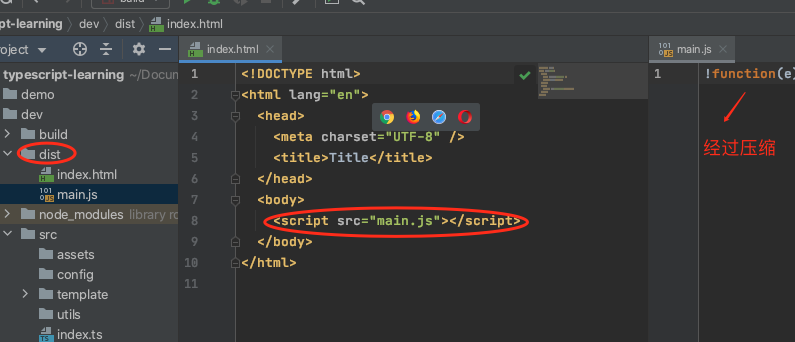 pt-learning dev dist index.html
roject
index.html
main.js
typescript-learning ~/Docum
demo
dev
build
dist
index.html
main.js
node_modules library ro
src
assets
config
template
utils
index.ts
1 <!DOCTYPE html>
2 <html lang="en">
3 <head>
4 <meta charset="UTF-8" />
5 <title>Title</title>
6 </head>
7 <body>
8 <script src="main.js"></script>
9 </body>
10 </html>
11
1 !function(e)
经过压缩